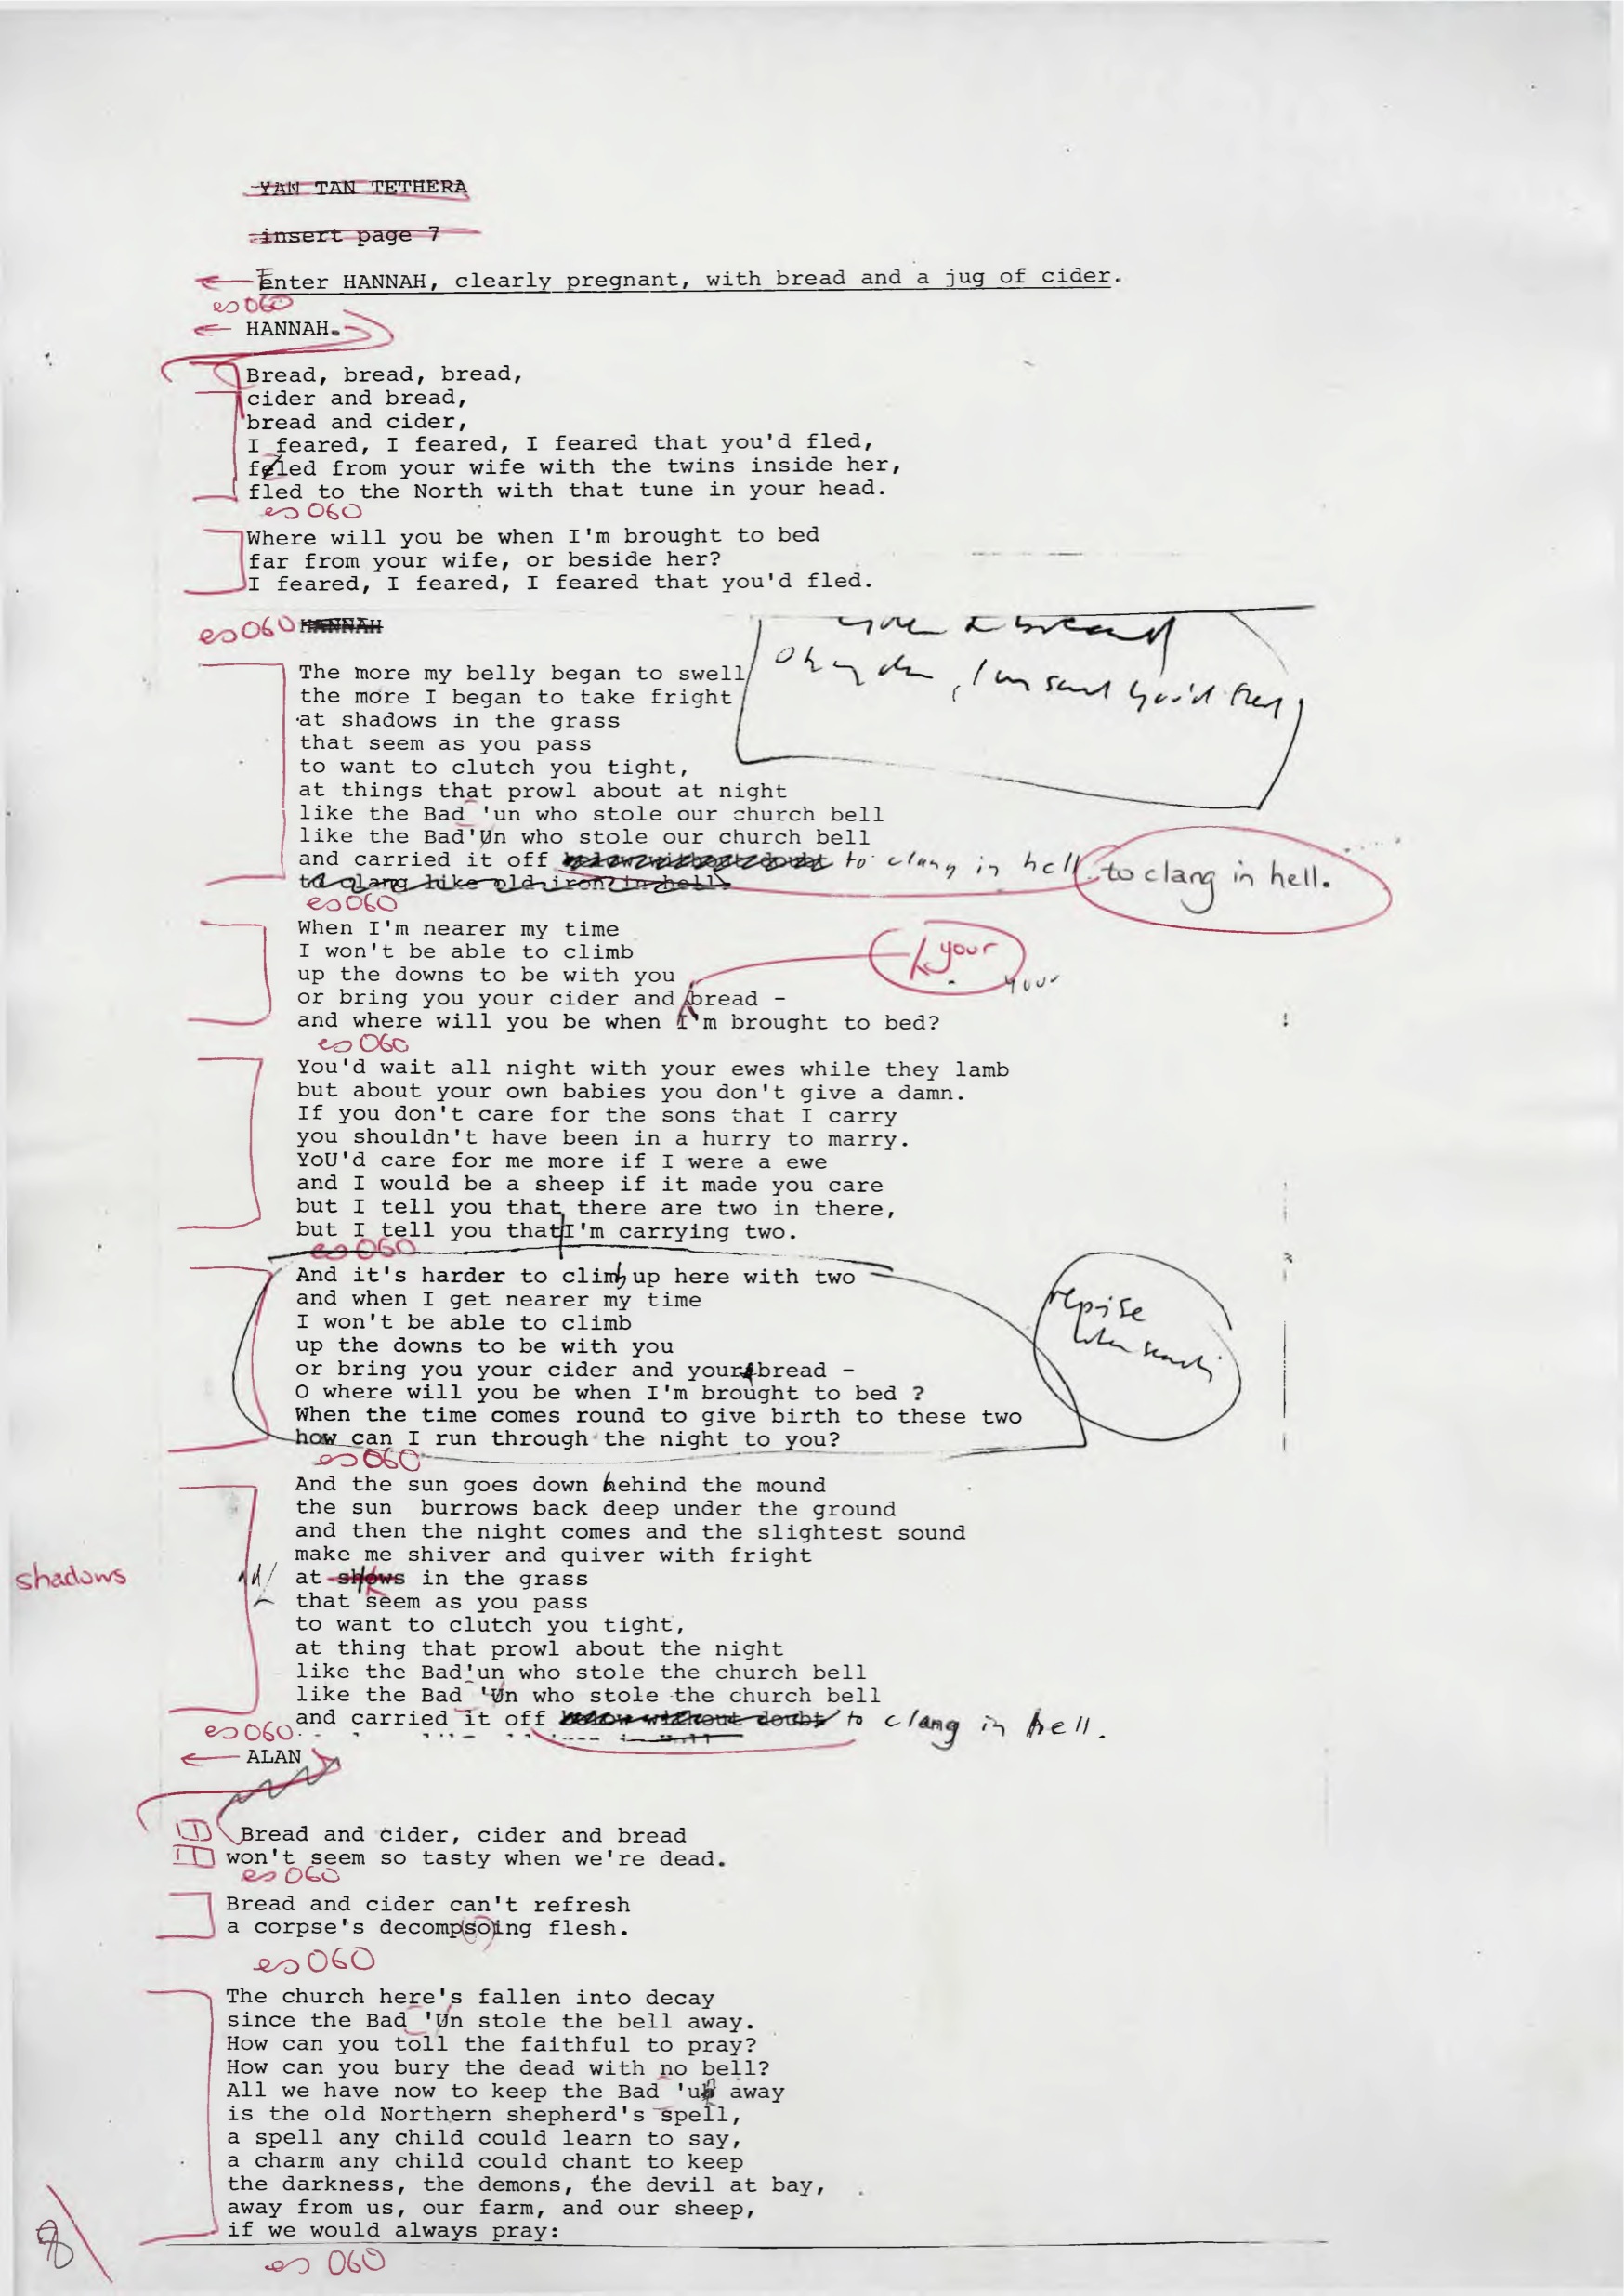 YAN TAN TETHERA
insert page 7
Enter HANNAH, clearly pregnant, with bread and a jug of cider.
es 060
HANNAH.
Bread, bread, bread,
cider and bread,
bread and cider,
I feared, I feared, I feared that you'd fled,
fled from your wife with the twins inside her,
fled to the North with that tune in your head.
es 060
Where will you be when I'm brought to bed
far from your wife, or beside her?
I feared, I feared, I feared that you'd fled.
es 060 HANNAH
& bread
The more my belly began to swell
the more I began to take fright
at shadows in the grass
that seem as you pass
to want to clutch you tight,
at things that prowl about at night
like the Bad 'un who stole our church bell
like the Bad'Un who stole our church bell
and carried it off below without doubt to clang in hell to clang in hell.
to clang like old iron in hell.
es 060
When I'm nearer my time
I won't be able to climb
up the downs to be with you
your
your
or bring you your cider and bread -
and where will you be when I'm brought to bed?
es 060
You'd wait all night with your ewes while they lamb
but about your own babies you don't give a damn.
If you don't care for the sons that I carry
you shouldn't have been in a hurry to marry.
YoU'd care for me more if I were a ewe
and I would be a sheep if it made you care
but I tell you that there are two in there,
but I tell you that I'm carrying two.
es 060
And it's harder to climb up here with two
and when I get nearer my time
I won't be able to climb
up the downs to be with you
or bring you your cider and your bread -
O where will you be when I'm brought to bed ?
When the time comes round to give birth to these two
how can I run through the night to you?
reprise
when
es 060
And the sun goes down behind the mound
the sun  burrows back deep under the ground
and then the night comes and the slightest sound
make me shiver and quiver with fright
shadows
at shows in the grass
that seem as you pass
to want to clutch you tight,
at thing that prowl about the night
like the Bad'un who stole the church bell
like the Bad 'Un who stole the church bell
and carried it off below without doubt to clang in hell.
es 060
ALAN
Bread and cider, cider and bread
won't seem so tasty when we're dead.
es 060
Bread and cider can't refresh
a corpse's decompsoing flesh.
es 060
The church here's fallen into decay
since the Bad 'Un stole the bell away.
How can you toll the faithful to pray?
How can you bury the dead with no bell?
All we have now to keep the Bad 'un away
is the old Northern shepherd's spell,
a spell any child could learn to say,
a charm any child could chant to keep
the darkness, the demons, the devil at bay,
away from us, our farm, and our sheep,
if we would always pray:
8
es 060